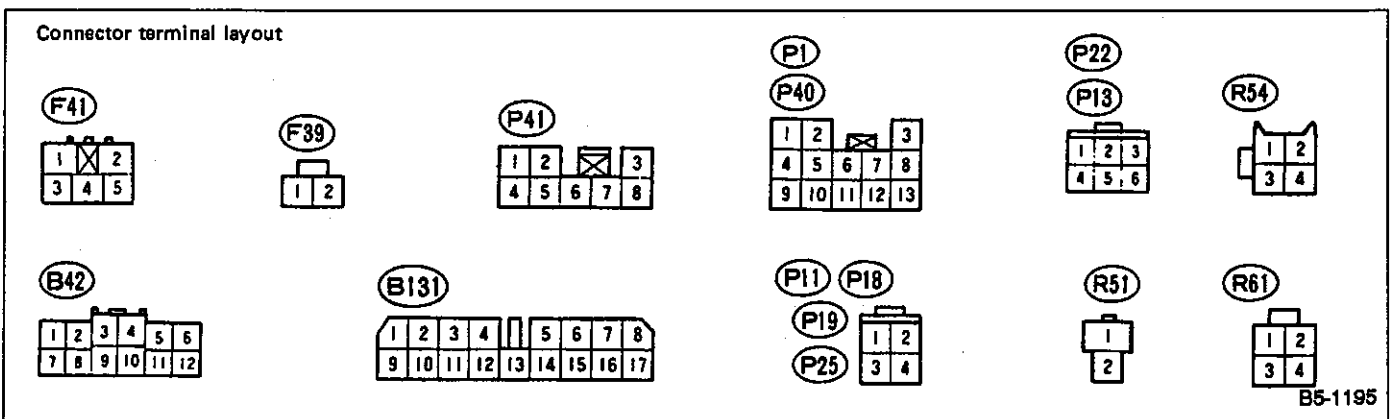 Connector terminal layout
F41
1 2
3 4 5
F39
1 2
P41
1 2 3
4 5 6 7 8
P1
P40
1 2 3
4 5 6 7 8
9 10 11 12 13
P22
P13
1 2 3
4 5 6
R54
1 2
3 4
B42
1 2 3 4 5 6
7 8 9 10 11 12
B131
1 2 3 4 5 6 7 8
9 10 11 12 13 14 15 16 17
P11 P18
P19
P25
1 2
3 4
R51
1
2
R61
1 2
3 4
B5-1195